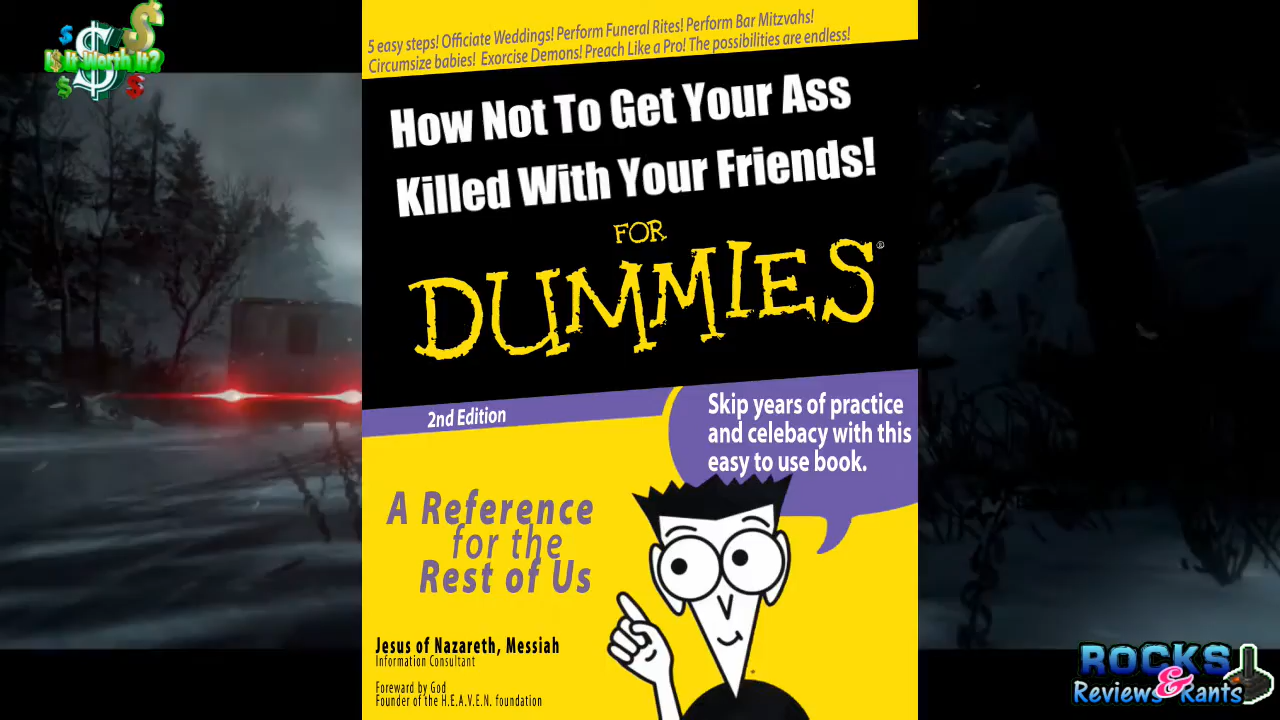 5 easy steps! Officiate Weddings! Perform Funeral Rites! Perform Bar Mitzvahs!
Circumsize babies! Exorcise Demons! Preach Like a Pro! The possibilities are endless!
$
I$ It Worth It?
How Not To Get Your Ass
Killed With Your Friends!
FOR
DUMMIES®
2nd Edition
Skip years of practice
and celebacy with this
easy to use book.
A Reference
for the
Rest of Us
Jesus of Nazareth, Messiah
Information Consultant
Foreward by God
Founder of the H.E.A.V.E.N. foundation
ROCKS
Reviews & Rants